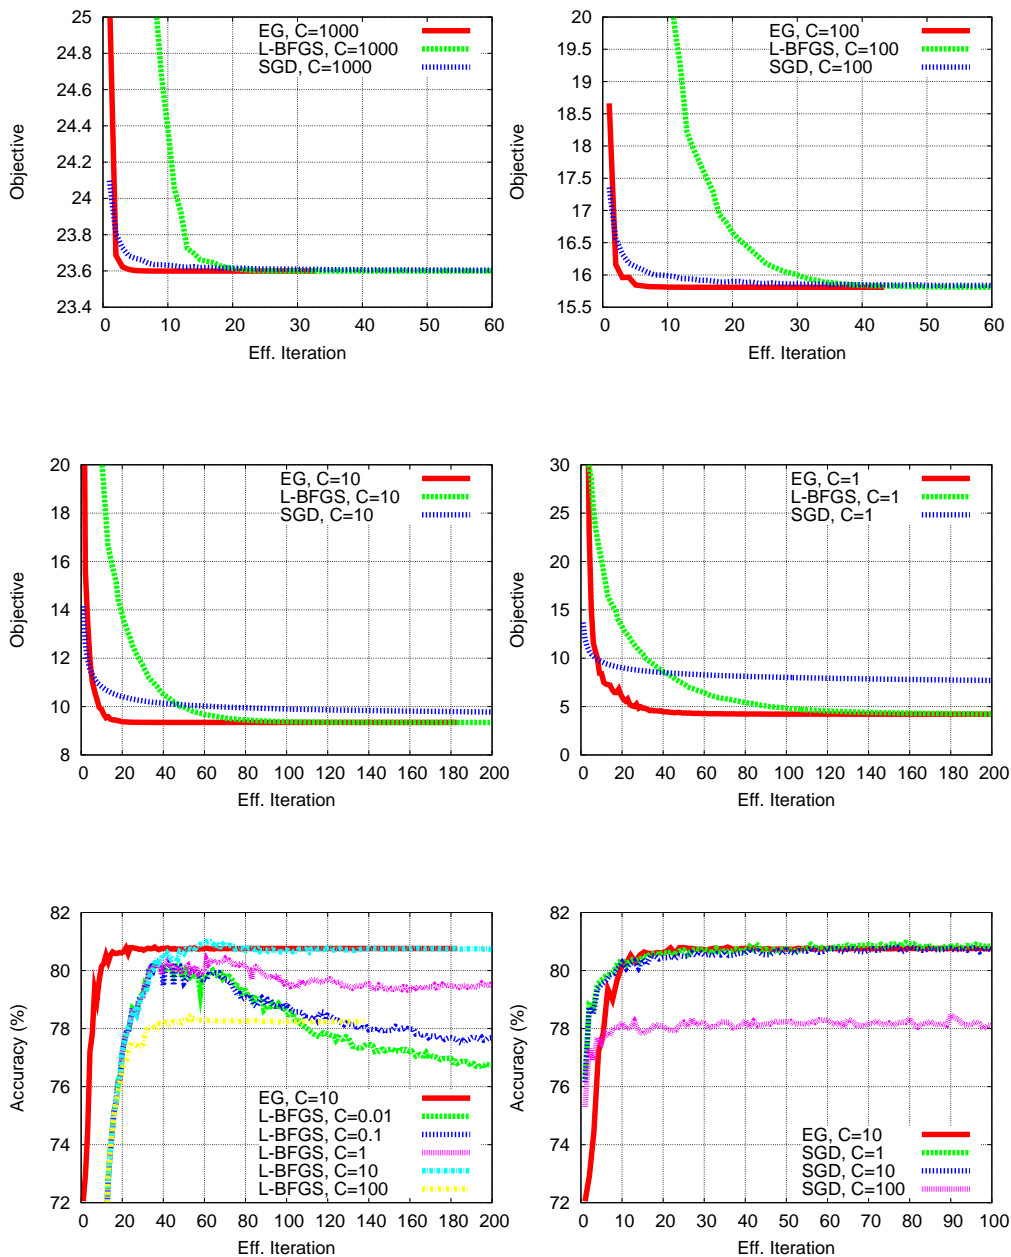 25
24.8
24.6
24.4
24.2
24
23.8
23.6
23.4
0 10 20 30 40 50 60
Objective
Eff. Iteration
EG, C=1000
L-BFGS, C=1000
SGD, C=1000
20
19.5
19
18.5
18
17.5
17
16.5
16
15.5
0 10 20 30 40 50 60
Objective
Eff. Iteration
EG, C=100
L-BFGS, C=100
SGD, C=100
20
18
16
14
12
10
8
0 20 40 60 80 100 120 140 160 180 200
Objective
Eff. Iteration
EG, C=10
L-BFGS, C=10
SGD, C=10
30
25
20
15
10
5
0
0 20 40 60 80 100 120 140 160 180 200
Objective
Eff. Iteration
EG, C=1
L-BFGS, C=1
SGD, C=1
82
80
78
76
74
72
0 20 40 60 80 100 120 140 160 180 200
Accuracy (%)
Eff. Iteration
EG, C=10
L-BFGS, C=0.01
L-BFGS, C=0.1
L-BFGS, C=1
L-BFGS, C=10
L-BFGS, C=100
82
80
78
76
74
72
0 10 20 30 40 50 60 70 80 90 100
Accuracy (%)
Eff. Iteration
EG, C=10
SGD, C=1
SGD, C=10
SGD, C=100